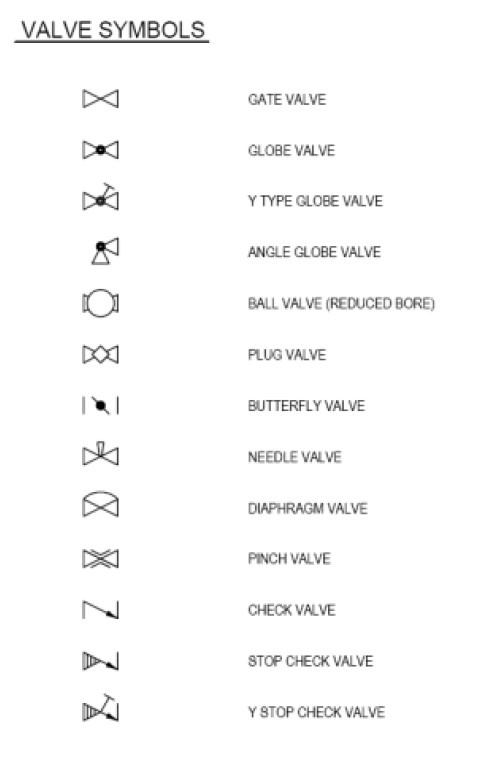 VALVE SYMBOLS
GATE VALVE
GLOBE VALVE
Y TYPE GLOBE VALVE
ANGLE GLOBE VALVE
BALL VALVE (REDUCED BORE)
PLUG VALVE
BUTTERFLY VALVE
NEEDLE VALVE
DIAPHRAGM VALVE
PINCH VALVE
CHECK VALVE
STOP CHECK VALVE
Y STOP CHECK VALVE